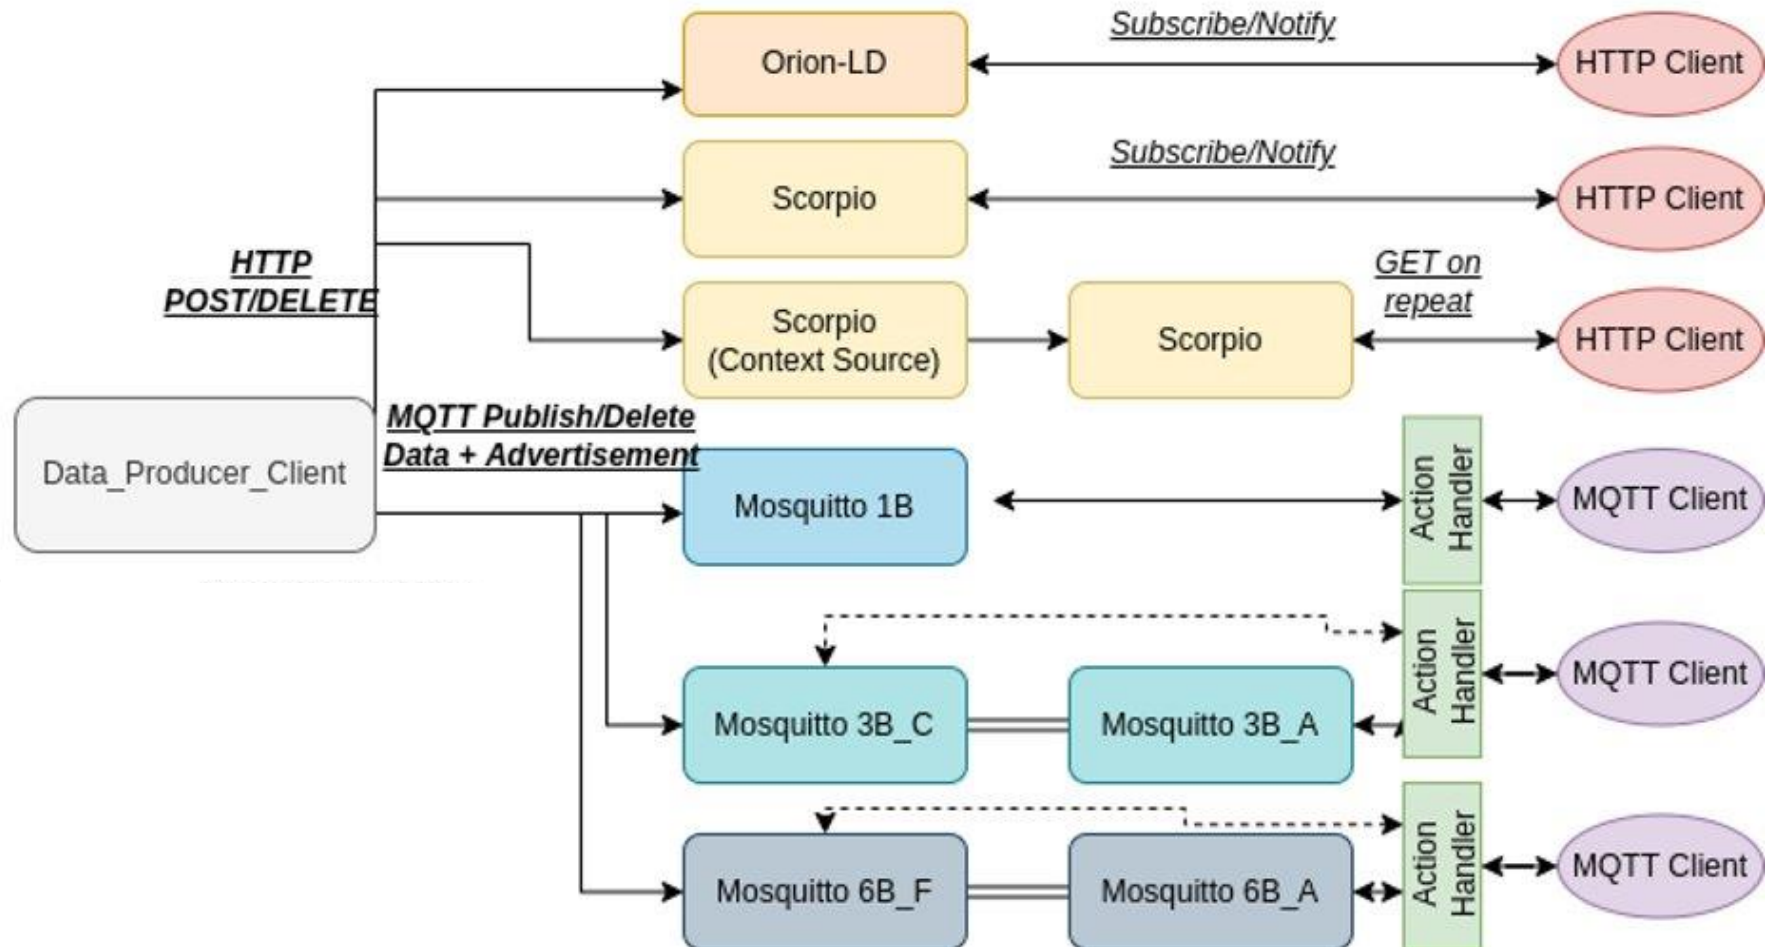 Subscribe/Notify
Orion-LD
HTTP Client
Subscribe/Notify
Scorpio
HTTP Client
HTTP
POST/DELETE
GET on
repeat
Scorpio
(Context Source)
Scorpio
HTTP Client
MQTT Publish/Delete
Data + Advertisement
Data_Producer_Client
Mosquitto 1B
Action
Handler
MQTT Client
Mosquitto 3B_C
Mosquitto 3B_A
Action
Handler
MQTT Client
Mosquitto 6B_F
Mosquitto 6B_A
Action
Handler
MQTT Client